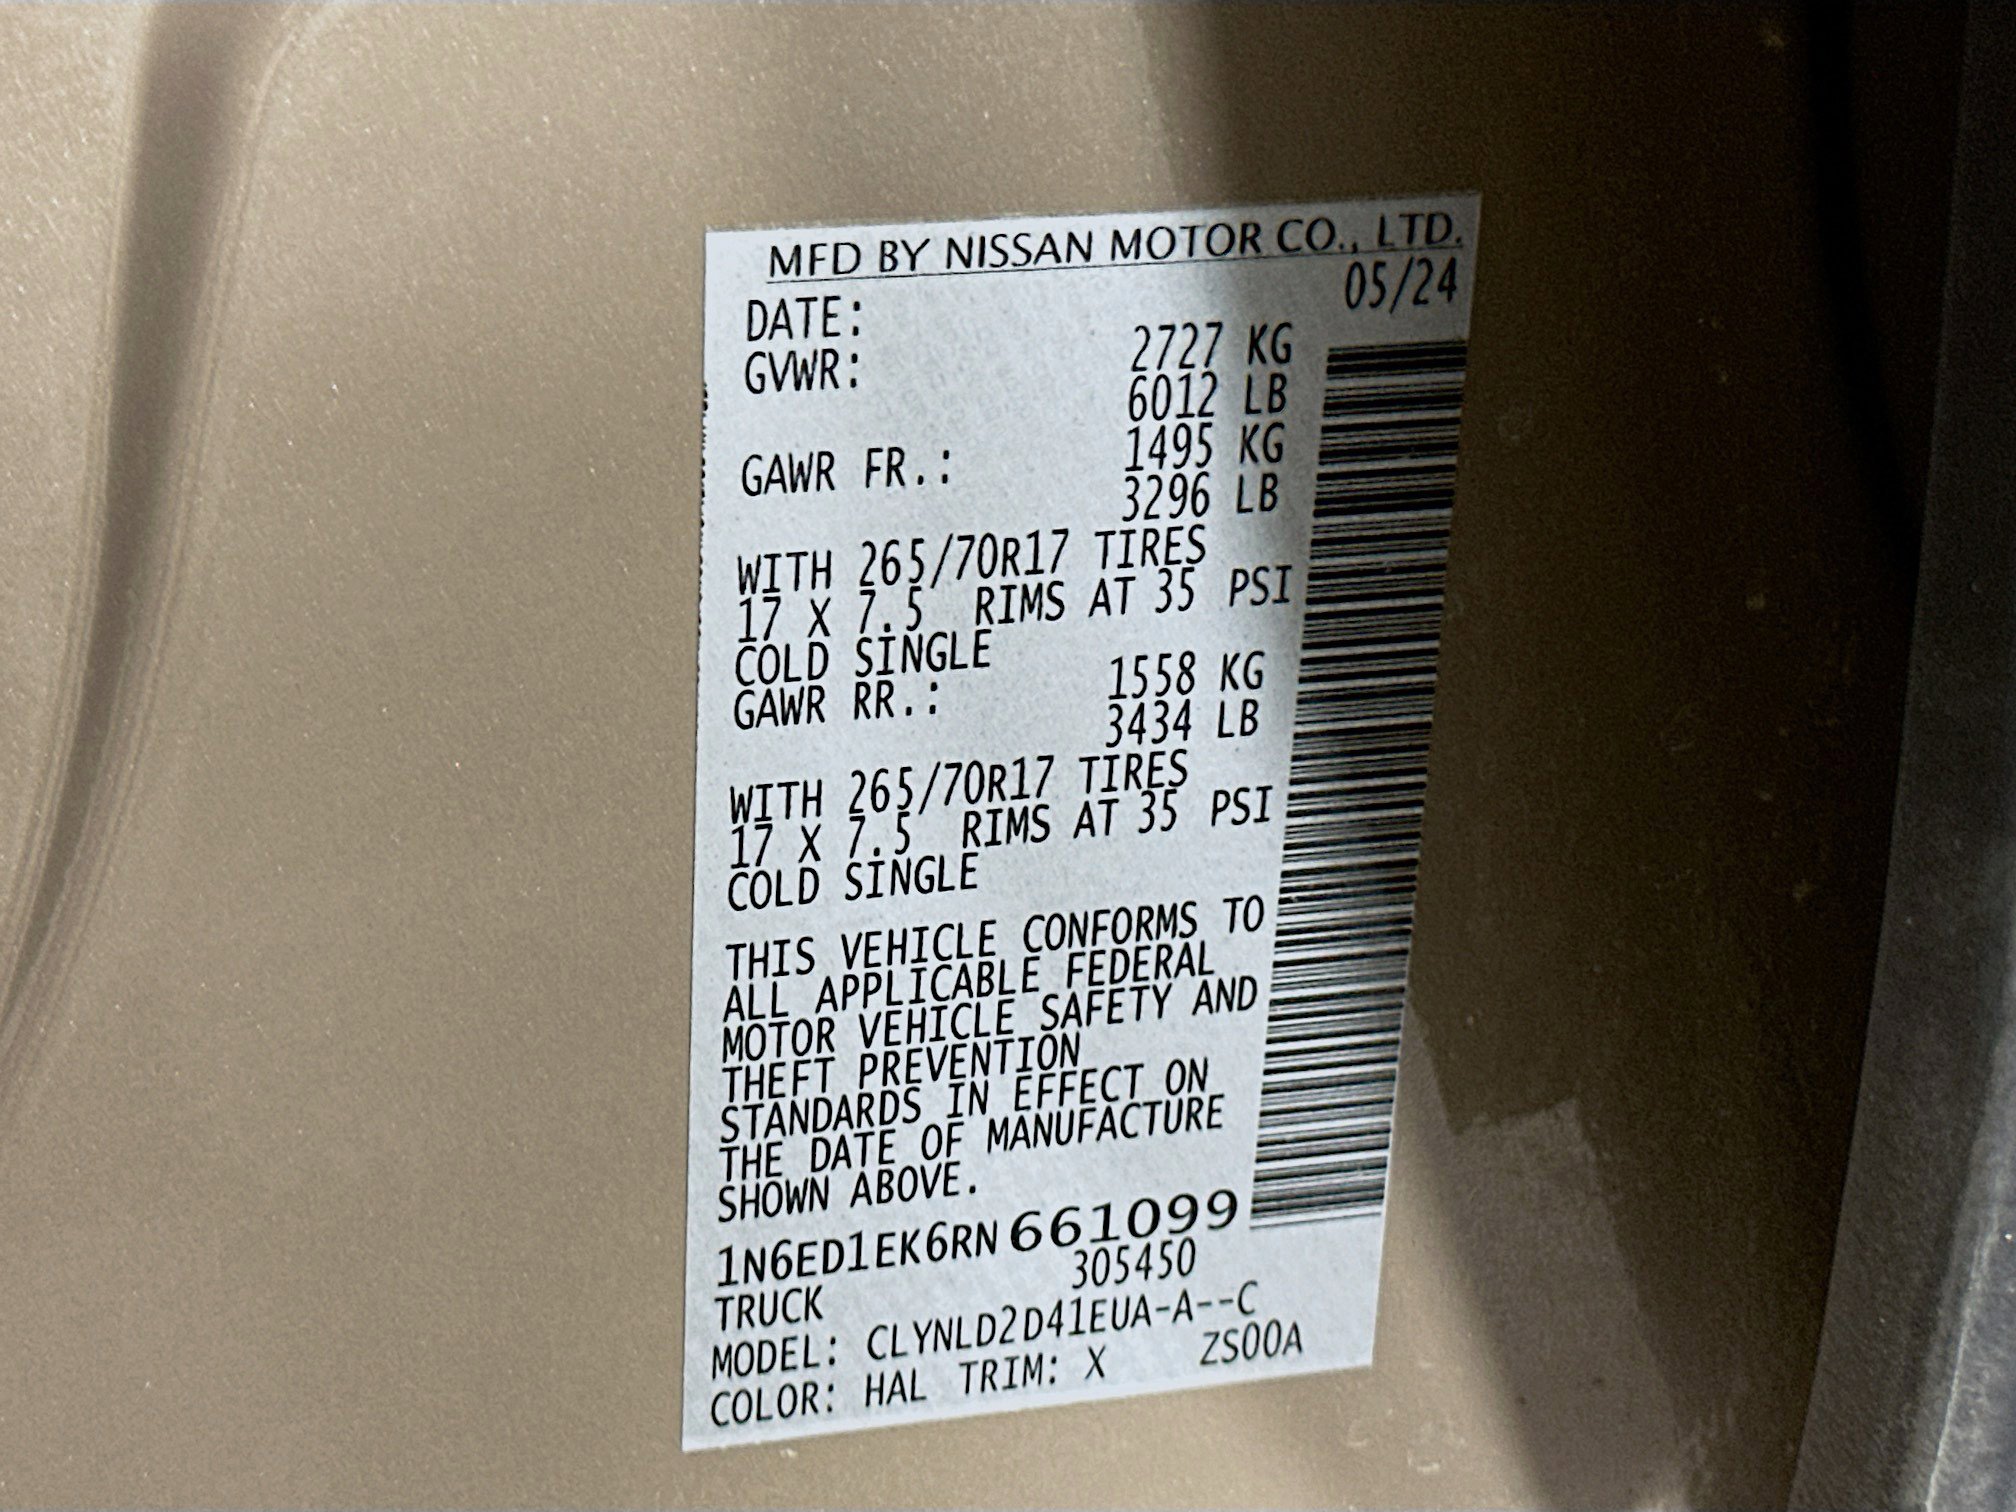 MFD BY NISSAN MOTOR CO., LTD.
DATE: 05/24
GVWR: 2727 KG
6012 LB
GAWR FR.: 1495 KG
3296 LB
WITH 265/70R17 TIRES
17 X 7.5 RIMS AT 35 PSI
COLD SINGLE
GAWR RR.: 1558 KG
3434 LB
WITH 265/70R17 TIRES
17 X 7.5 RIMS AT 35 PSI
COLD SINGLE
THIS VEHICLE CONFORMS TO
ALL APPLICABLE FEDERAL
MOTOR VEHICLE SAFETY AND
THEFT PREVENTION
STANDARDS IN EFFECT ON
THE DATE OF MANUFACTURE
SHOWN ABOVE.
1N6ED1EK6RN661099
TRUCK 305450
MODEL: CLYNLD2D41EUA-A--C
COLOR: HAL TRIM: X ZS00A